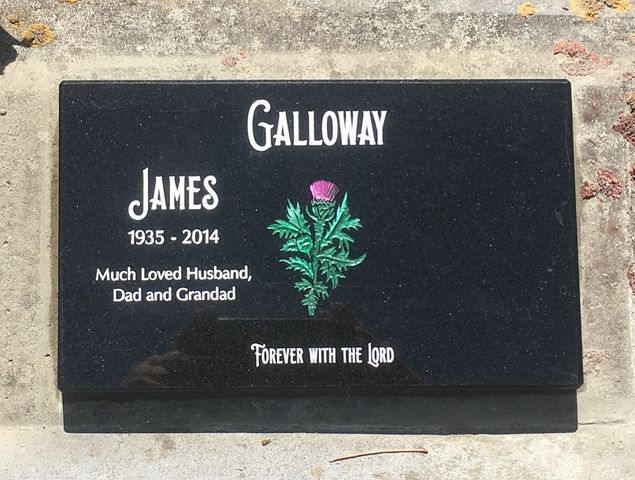 GALLOWAY
JAMES
1935 - 2014
Much Loved Husband,
Dad and Grandad
FOREVER WITH THE LORD